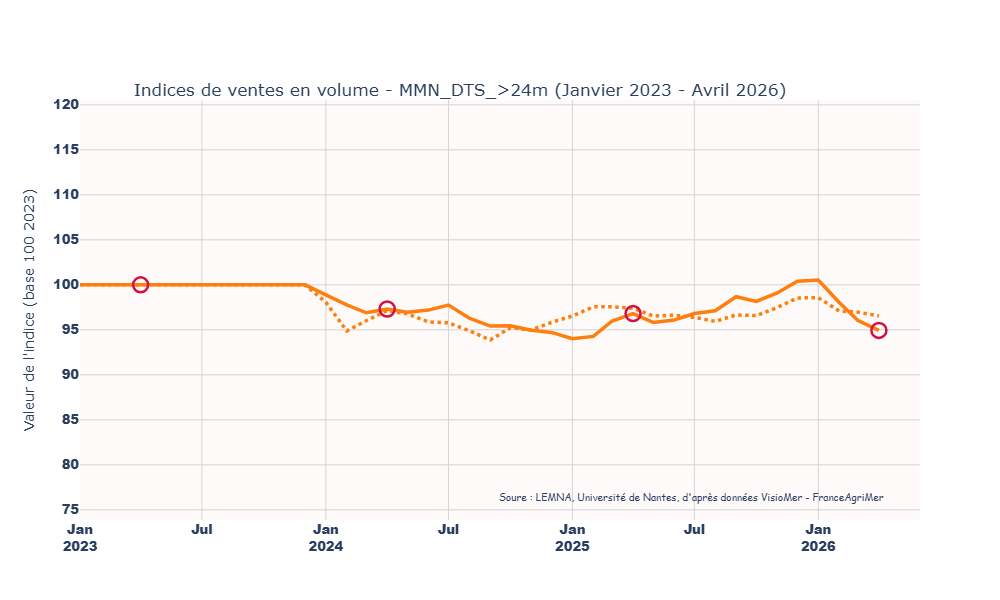 Indices de ventes en volume - MMN_DTS_>24m (Janvier 2023 - Avril 2026)
Valeur de l'indice (base 100 2023)
120
115
110
105
100
95
90
85
80
75
Soure : LEMNA, Université de Nantes, d'après données VisioMer - FranceAgriMer
Jan
2023
Jul
Jan
2024
Jul
Jan
2025
Jul
Jan
2026